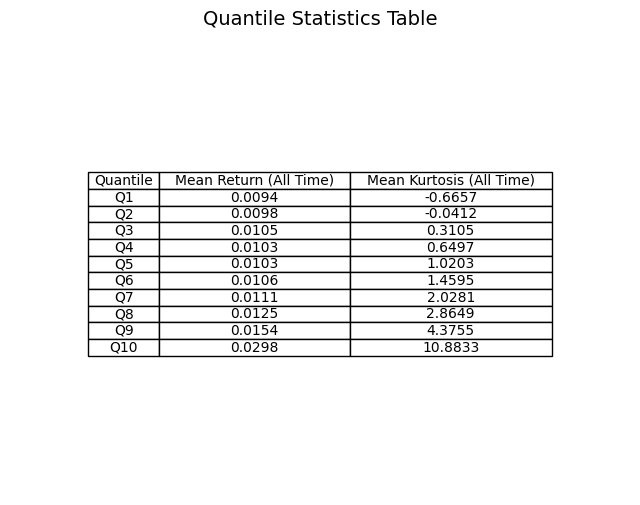 Quantile Statistics Table
Quantile Mean Return (All Time) Mean Kurtosis (All Time)
Q1 0.0094 -0.6657
Q2 0.0098 -0.0412
Q3 0.0105 0.3105
Q4 0.0103 0.6497
Q5 0.0103 1.0203
Q6 0.0106 1.4595
Q7 0.0111 2.0281
Q8 0.0125 2.8649
Q9 0.0154 4.3755
Q10 0.0298 10.8833